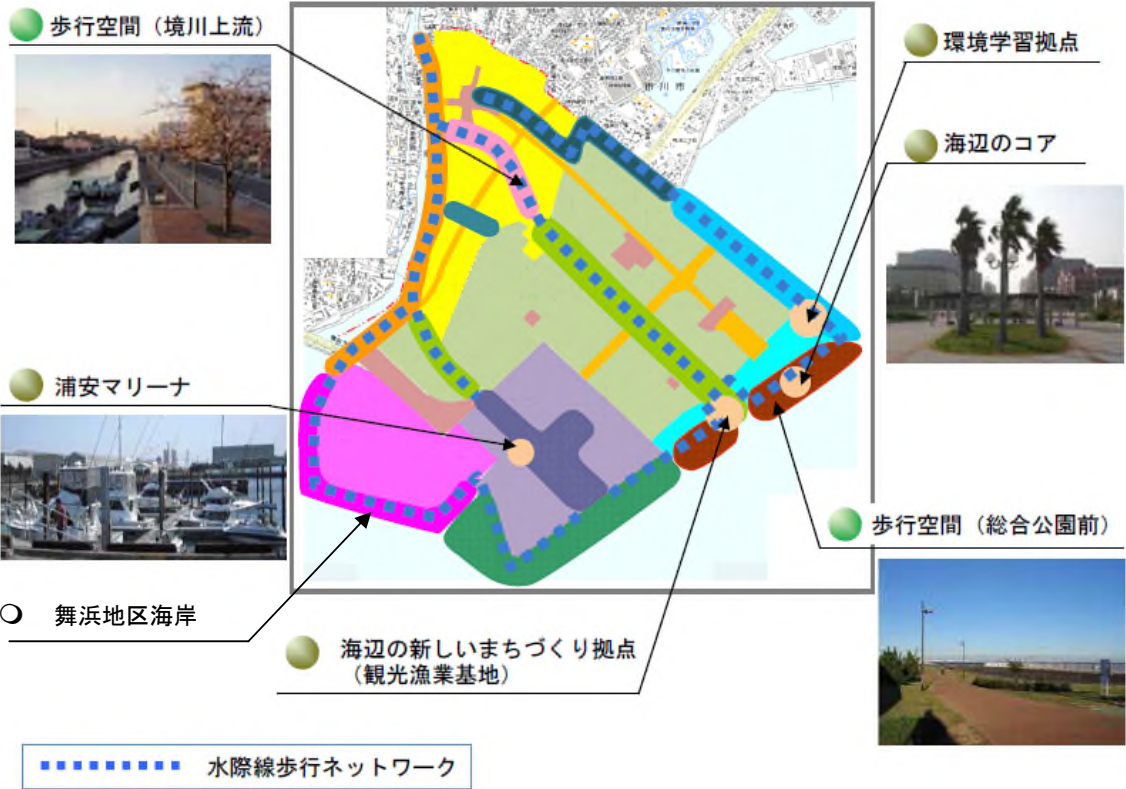 歩行空間（境川上流）
環境学習拠点
海辺のコア
市川市
浦安マリーナ
歩行空間（総合公園前）
舞浜地区海岸
海辺の新しいまちづくり拠点
（観光漁業基地）
水際線歩行ネットワーク